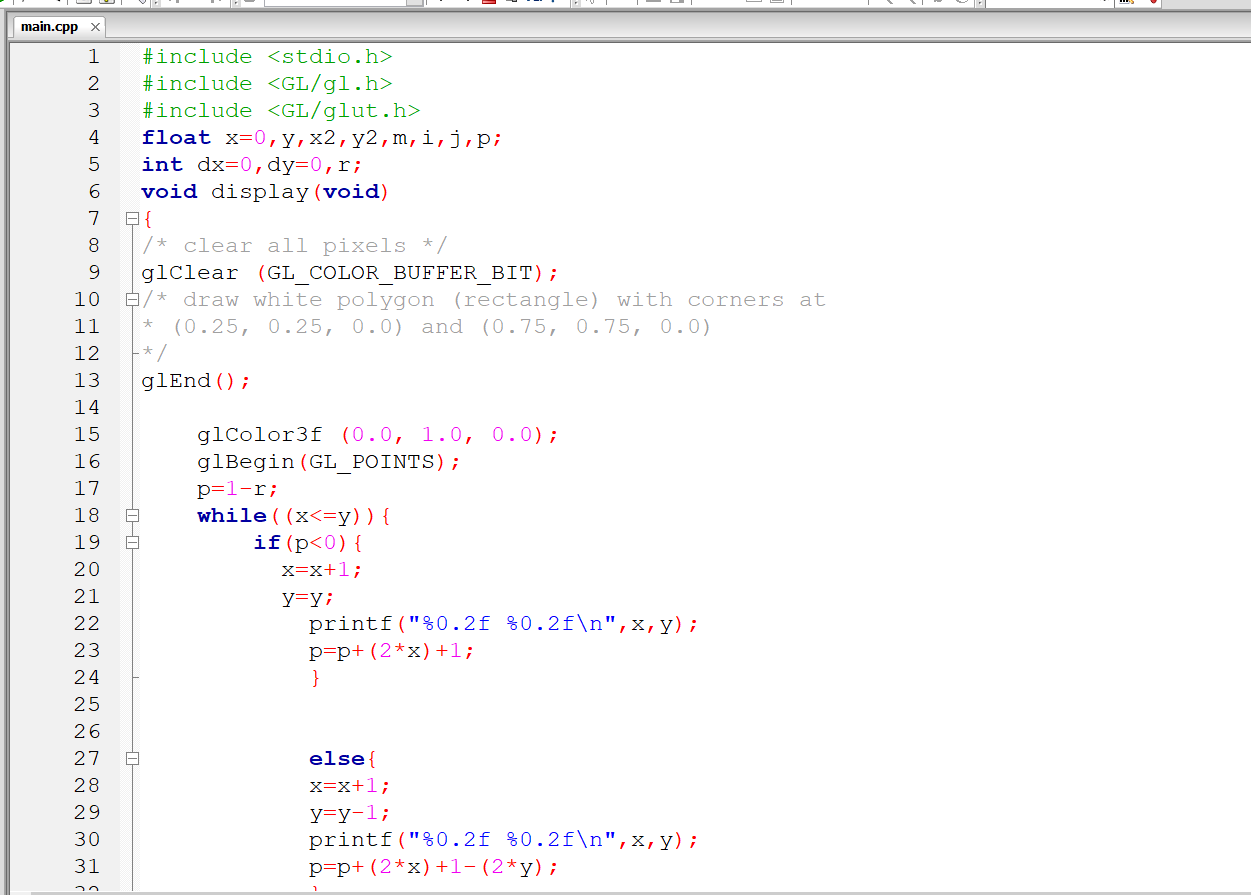 main.cpp
1 #include <stdio.h>
2 #include <GL/gl.h>
3 #include <GL/glut.h>
4 float x=0,y,x2,y2,m,i,j,p;
5 int dx=0,dy=0,r;
6 void display(void)
7 {
8 /* clear all pixels */
9 glClear (GL_COLOR_BUFFER_BIT);
10 /* draw white polygon (rectangle) with corners at
11 * (0.25, 0.25, 0.0) and (0.75, 0.75, 0.0)
12 */
13 glEnd();
14
15 glColor3f (0.0, 1.0, 0.0);
16 glBegin(GL_POINTS);
17 p=1-r;
18 while((x<=y)){
19 if(p<0){
20 x=x+1;
21 y=y;
22 printf("%0.2f %0.2f\n",x,y);
23 p=p+(2*x)+1;
24 }
25
26
27 else{
28 x=x+1;
29 y=y-1;
30 printf("%0.2f %0.2f\n",x,y);
31 p=p+(2*x)+1-(2*y);